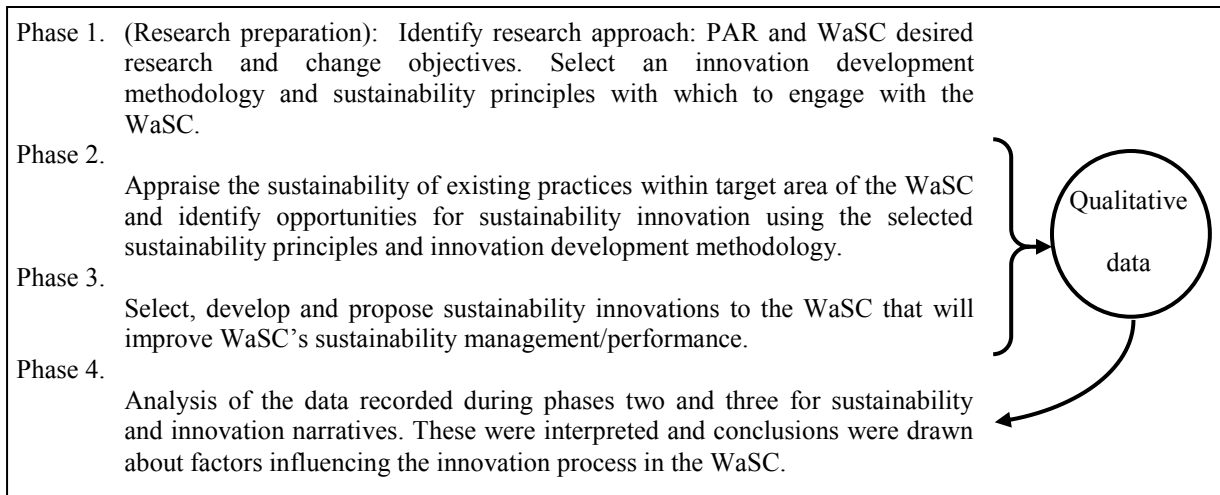 Phase 1. (Research preparation): Identify research approach: PAR and WaSC desired
research and change objectives. Select an innovation development
methodology and sustainability principles with which to engage with the
WaSC.
Phase 2.
Appraise the sustainability of existing practices within target area of the WaSC
and identify opportunities for sustainability innovation using the selected
sustainability principles and innovation development methodology.
Phase 3.
Select, develop and propose sustainability innovations to the WaSC that will
improve WaSC’s sustainability management/performance.
Phase 4.
Analysis of the data recorded during phases two and three for sustainability
and innovation narratives. These were interpreted and conclusions were drawn
about factors influencing the innovation process in the WaSC.
Qualitative
data